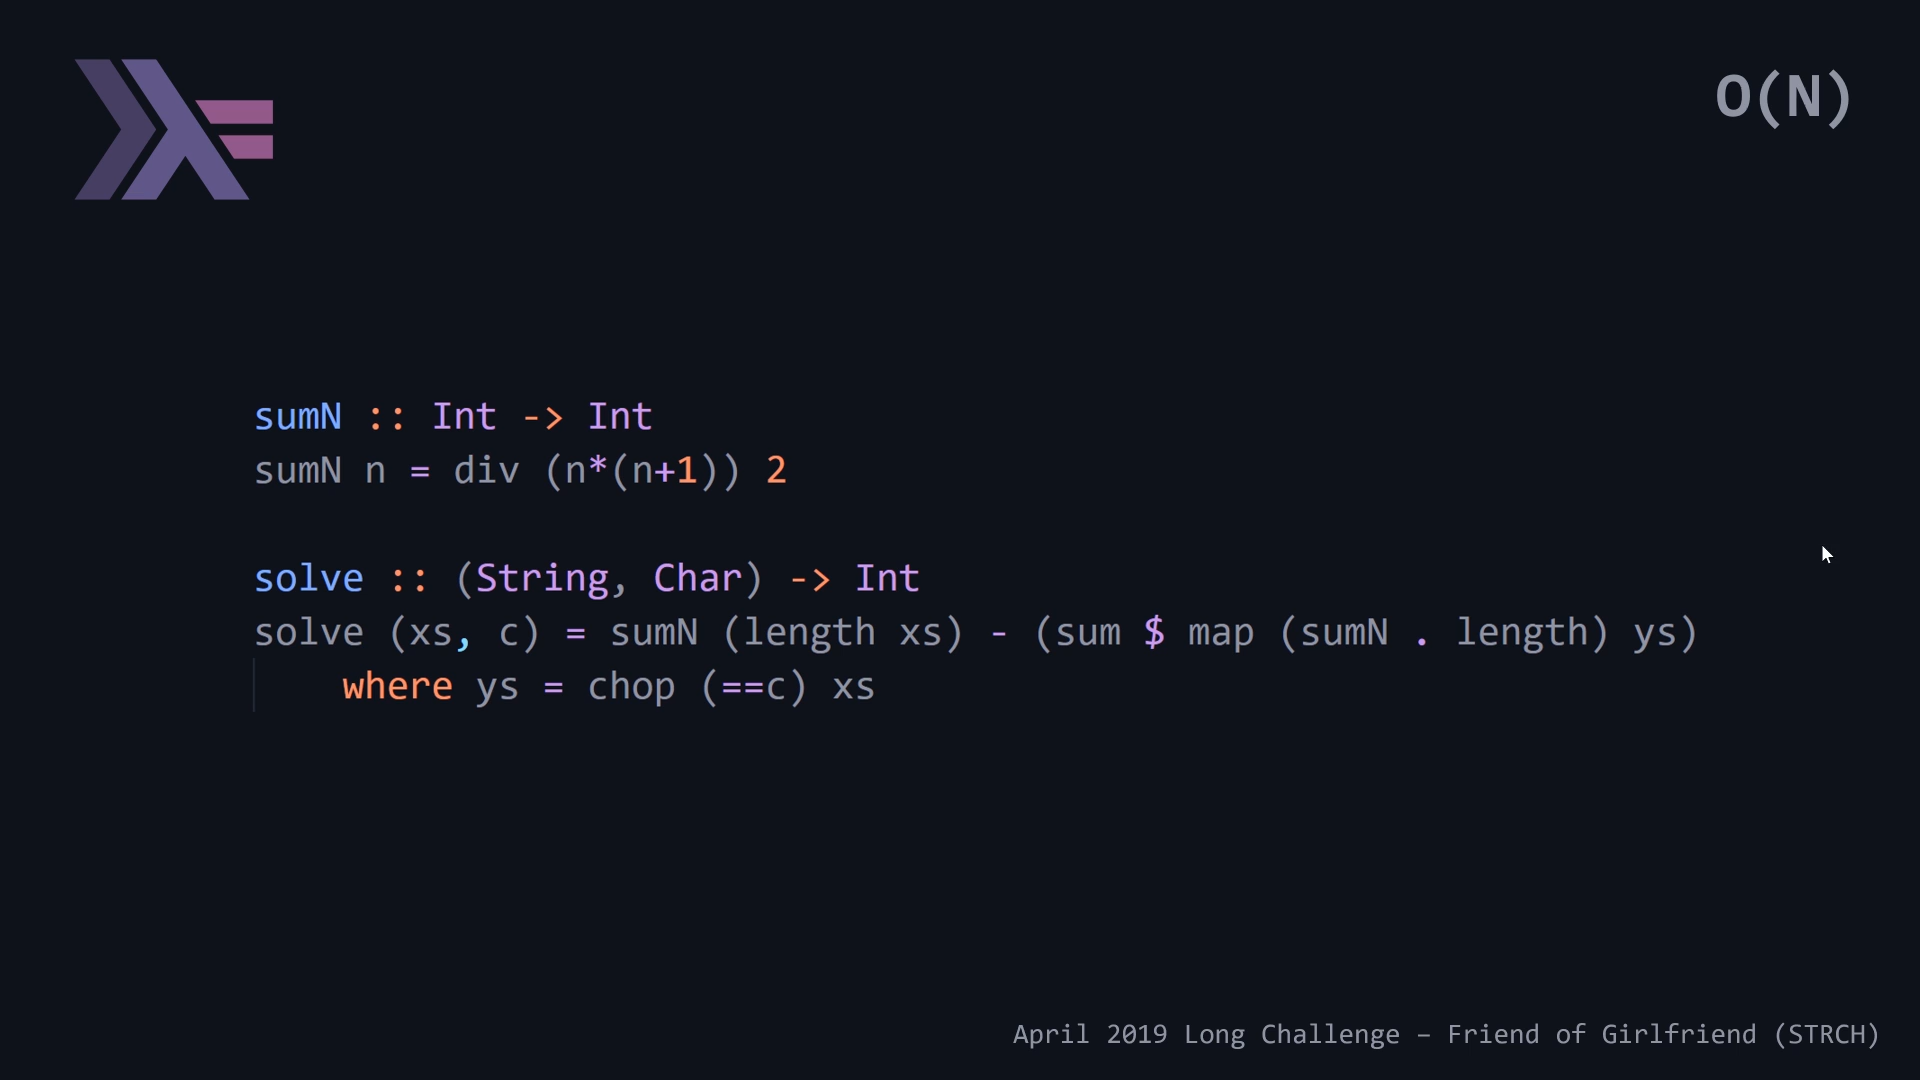 O(N)
sumN :: Int -> Int
sumN n = div (n*(n+1)) 2
solve :: (String, Char) -> Int
solve (xs, c) = sumN (length xs) - (sum $ map (sumN . length) ys)
where ys = chop (==c) xs
April 2019 Long Challenge – Friend of Girlfriend (STRCH)